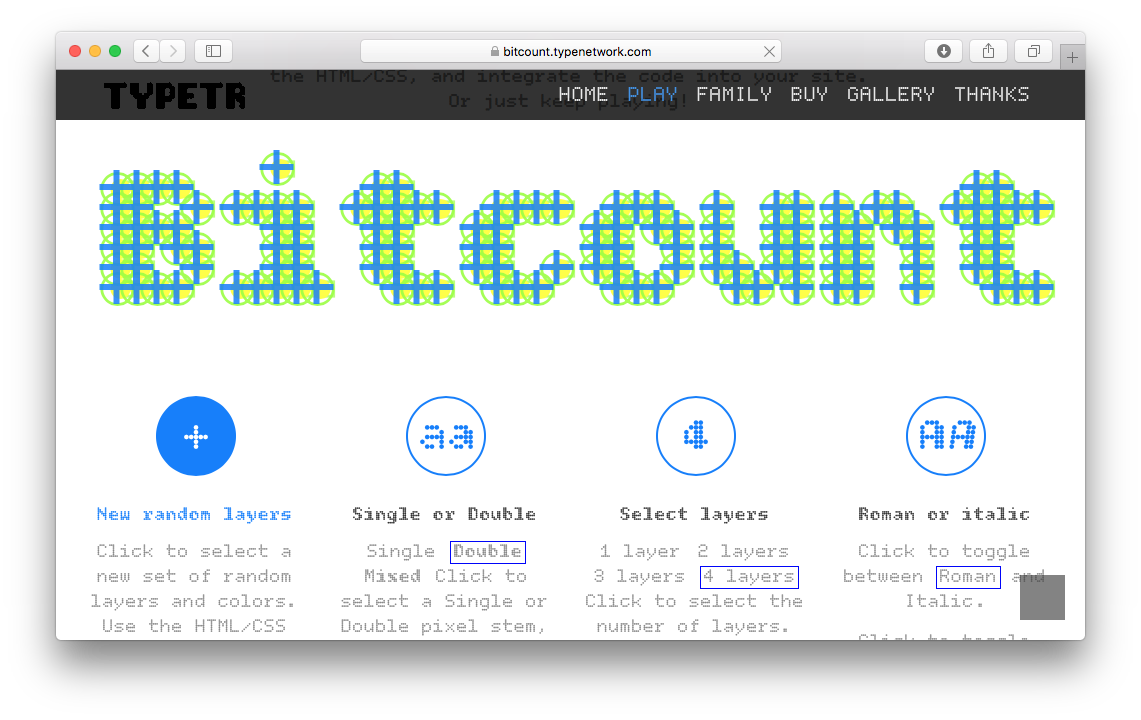 bitcount.typenetwork.com
the HTML/CSS, and integrate the code into your site.
Or just keep playing!
TYPETR
HOME PLAY FAMILY BUY GALLERY THANKS
Bitcount
+
aa
d
AA
New random layers
Click to select a
new set of random
layers and colors.
Use the HTML/CSS
Single or Double
Single Double
Mixed Click to
select a Single or
Double pixel stem,
Select layers
1 layer 2 layers
3 layers 4 layers
Click to select the
number of layers.
Roman or italic
Click to toggle
between Roman and
Italic.
Click to toggle